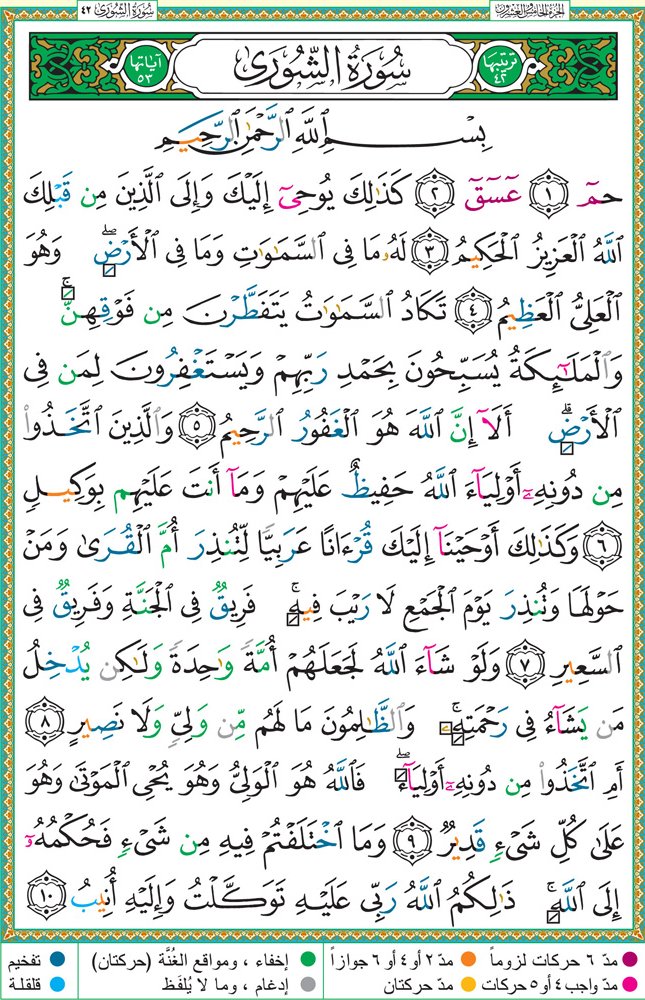 الجزء الخامس والعشرون
سورة الشورى ٤٢
ترتيبها ٤٢
سُورَةُ الشُّورَىٰ
آياتها ٥٣
بِسْمِ ٱللَّهِ ٱلرَّحْمَٰنِ ٱلرَّحِيمِ
حمٓ ١ عٓسٓقٓ ٢ كَذَٰلِكَ يُوحِىٓ إِلَيْكَ وَإِلَى ٱلَّذِينَ مِن قَبْلِكَ
ٱللَّهُ ٱلْعَزِيزُ ٱلْحَكِيمُ ٣ لَهُۥ مَا فِى ٱلسَّمَٰوَٰتِ وَمَا فِى ٱلْأَرْضِۖ وَهُوَ
ٱلْعَلِىُّ ٱلْعَظِيمُ ٤ تَكَادُ ٱلسَّمَٰوَٰتُ يَتَفَطَّرْنَ مِن فَوْقِهِنَّۚ
وَٱلْمَلَٰٓئِكَةُ يُسَبِّحُونَ بِحَمْدِ رَبِّهِمْ وَيَسْتَغْفِرُونَ لِمَن فِى
ٱلْأَرْضِۗ أَلَآ إِنَّ ٱللَّهَ هُوَ ٱلْغَفُورُ ٱلرَّحِيمُ ٥ وَٱلَّذِينَ ٱتَّخَذُوا۟
مِن دُونِهِۦٓ أَوْلِيَآءَ ٱللَّهُ حَفِيظٌ عَلَيْهِمْ وَمَآ أَنتَ عَلَيْهِم بِوَكِيلٍ
٦ وَكَذَٰلِكَ أَوْحَيْنَآ إِلَيْكَ قُرْءَانًا عَرَبِيًّا لِّتُنذِرَ أُمَّ ٱلْقُرَىٰ وَمَنْ
حَوْلَهَا وَتُنذِرَ يَوْمَ ٱلْجَمْعِ لَا رَيْبَ فِيهِۚ فَرِيقٌ فِى ٱلْجَنَّةِ وَفَرِيقٌ فِى
ٱلسَّعِيرِ ٧ وَلَوْ شَآءَ ٱللَّهُ لَجَعَلَهُمْ أُمَّةً وَٰحِدَةً وَلَٰكِن يُدْخِلُ
مَن يَشَآءُ فِى رَحْمَتِهِۦۚ وَٱلظَّٰلِمُونَ مَا لَهُم مِّن وَلِىٍّ وَلَا نَصِيرٍ ٨
أَمِ ٱتَّخَذُوا۟ مِن دُونِهِۦٓ أَوْلِيَآءَۖ فَٱللَّهُ هُوَ ٱلْوَلِىُّ وَهُوَ يُحْىِ ٱلْمَوْتَىٰ وَهُوَ
عَلَىٰ كُلِّ شَىْءٍ قَدِيرٌ ٩ وَمَا ٱخْتَلَفْتُمْ فِيهِ مِن شَىْءٍ فَحُكْمُهُۥٓ
إِلَى ٱللَّهِۚ ذَٰلِكُمُ ٱللَّهُ رَبِّى عَلَيْهِ تَوَكَّلْتُ وَإِلَيْهِ أُنِيبُ ١٠
مدّ ٦ حركات لزوماً مدّ ٢ أو ٤ أو ٦ جوازاً إخفاء ، ومواقع الغُنَّة (حركتان) تفخيم
مدّ واجب ٤ أو ٥ حركات مدّ حركتان إدغام ، وما لا يُلفَظ قلقلة